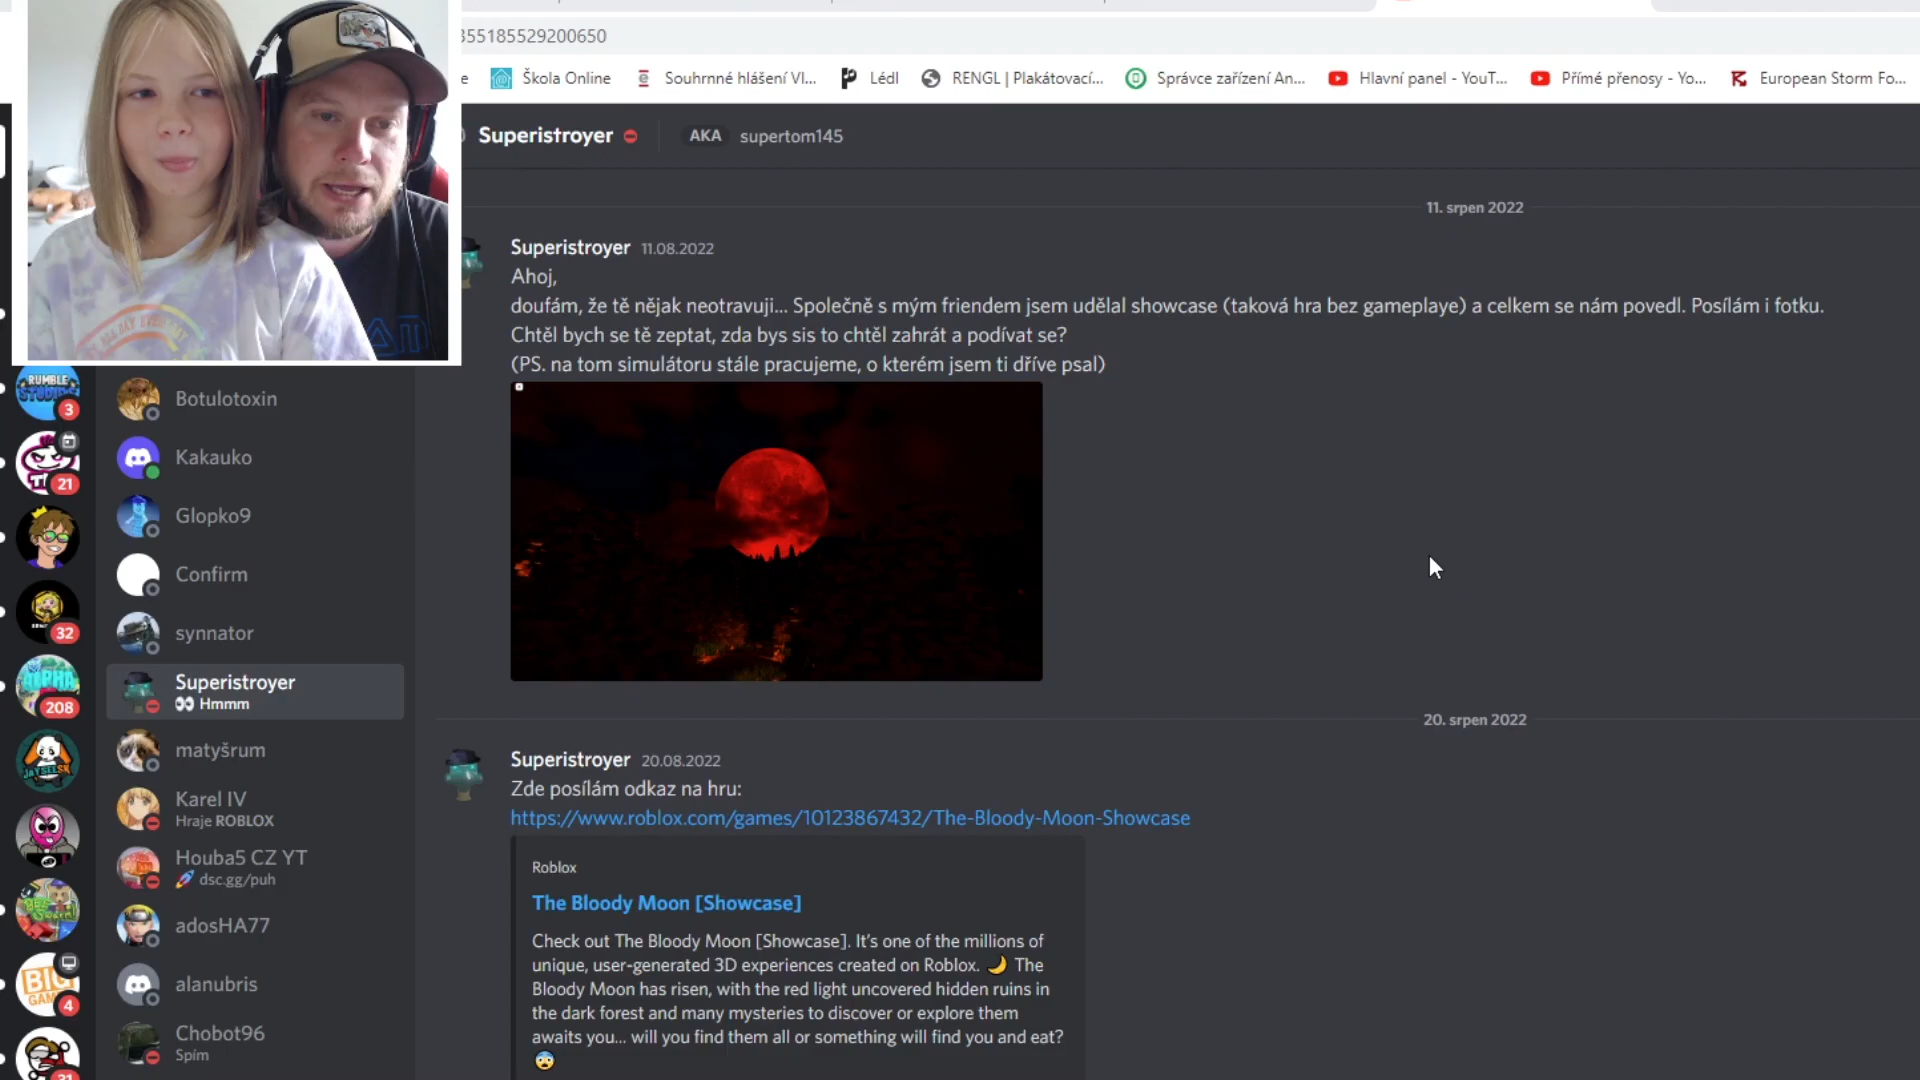 355185529200650
e
Škola Online
Souhrnné hlášení VI...
Lédl
RENGL | Plakátovací...
Správce zařízení An...
Hlavní panel - YouT...
Přímé přenosy - Yo...
European Storm Fo...
Superistroyer
AKA supertom145
11. srpen 2022
Superistroyer 11.08.2022
Ahoj,
doufám, že tě nějak neotravuji... Společně s mým friendem jsem udělal showcase (taková hra bez gameplaye) a celkem se nám povedl. Posílám i fotku.
Chtěl bych se tě zeptat, zda bys sis to chtěl zahrát a podívat se?
(PS. na tom simulátoru stále pracujeme, o kterém jsem ti dříve psal)
20. srpen 2022
Superistroyer 20.08.2022
Zde posílám odkaz na hru:
https://www.roblox.com/games/10123867432/The-Bloody-Moon-Showcase
Roblox
The Bloody Moon [Showcase]
Check out The Bloody Moon [Showcase]. It's one of the millions of
unique, user-generated 3D experiences created on Roblox. 🌙 The
Bloody Moon has risen, with the red light uncovered hidden ruins in
the dark forest and many mysteries to discover or explore them
awaits you... will you find them all or something will find you and eat?
😨
RUMBLE
STUDIOS
3
21
32
ALPHA
208
JAYSELSK
BIG
GAMES
4
31
Botulotoxin
Kakauko
Glopko9
Confirm
synnator
Superistroyer
👀 Hmmm
matyšrum
Karel IV
Hraje ROBLOX
Houba5 CZ YT
🚀 dsc.gg/puh
adosHA77
alanubris
Chobot96
Spím